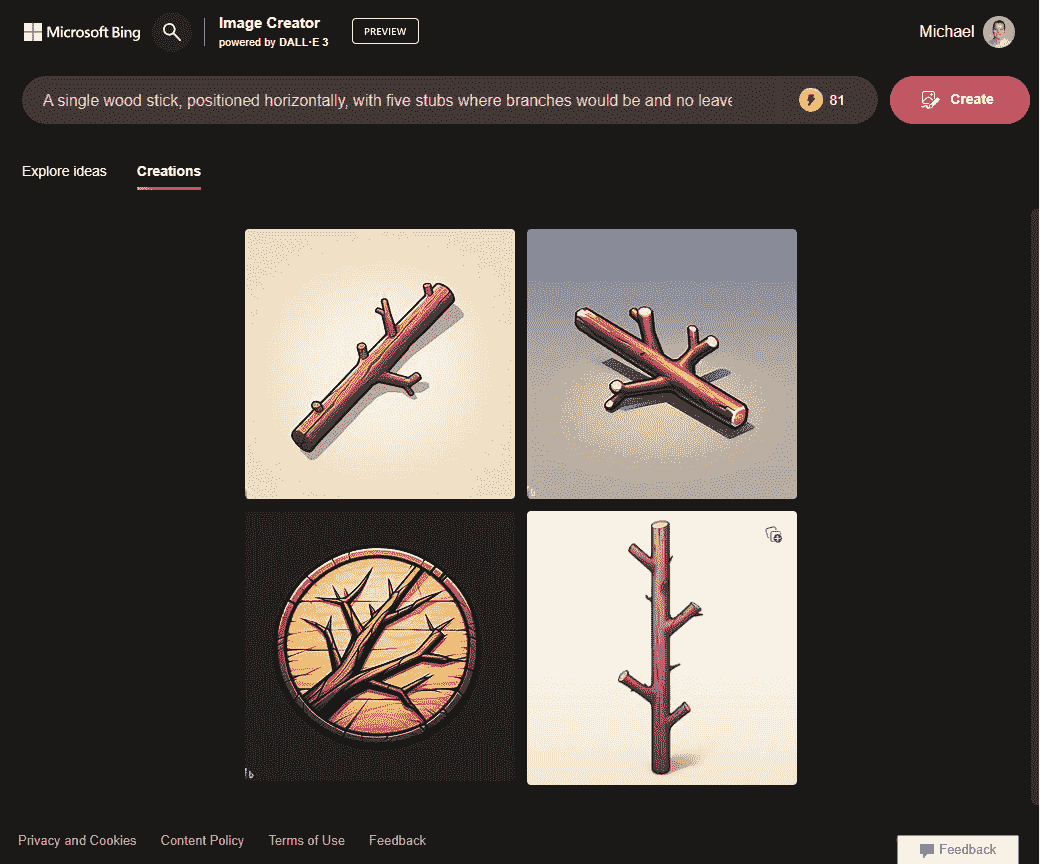 Microsoft Bing
Image Creator
powered by DALL·E 3
PREVIEW
Michael
A single wood stick, positioned horizontally, with five stubs where branches would be and no leave
81
Create
Explore ideas
Creations
Privacy and Cookies
Content Policy
Terms of Use
Feedback
Feedback